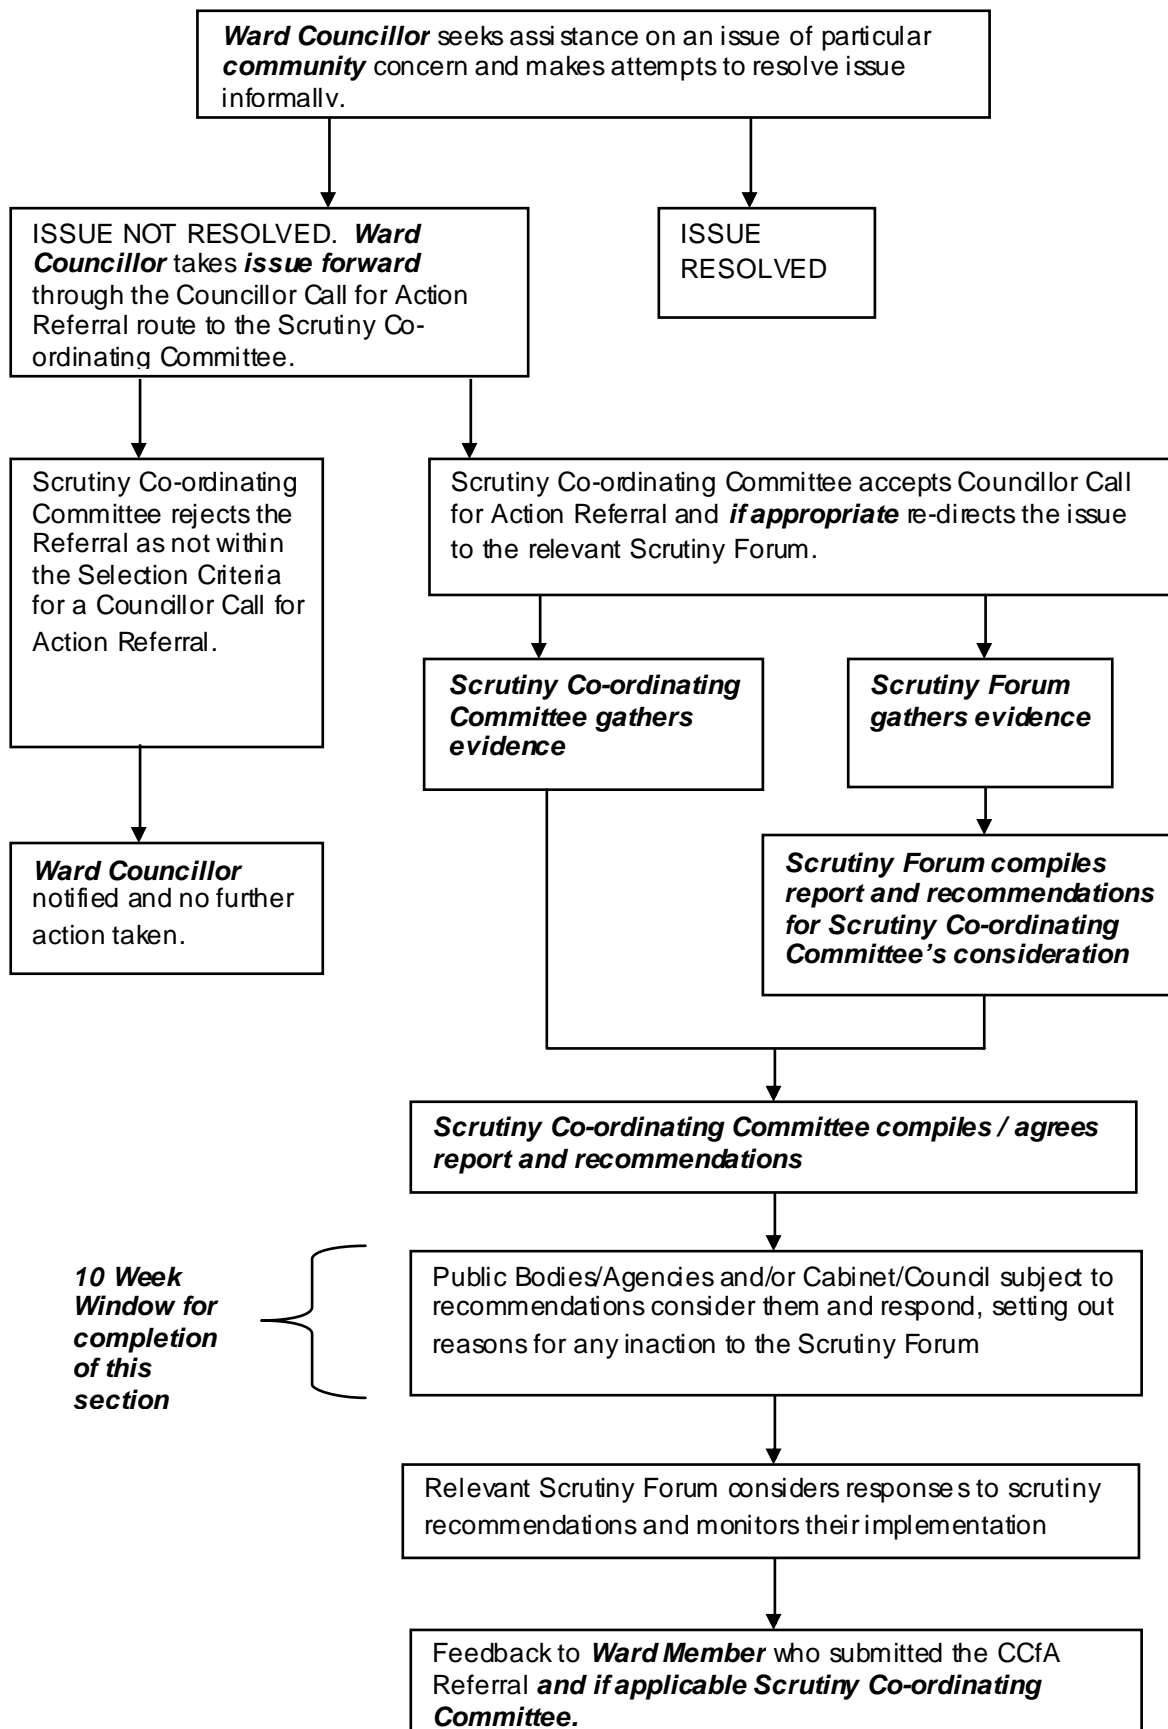 Ward Councillor seeks assistance on an issue of particular
community concern and makes attempts to resolve issue
informally.
ISSUE NOT RESOLVED. Ward
Councillor takes issue forward
through the Councillor Call for Action
Referral route to the Scrutiny Co-
ordinating Committee.
ISSUE
RESOLVED
Scrutiny Co-ordinating
Committee rejects the
Referral as not within
the Selection Criteria
for a Councillor Call for
Action Referral.
Scrutiny Co-ordinating Committee accepts Councillor Call
for Action Referral and if appropriate re-directs the issue
to the relevant Scrutiny Forum.
Scrutiny Co-ordinating
Committee gathers
evidence
Scrutiny Forum
gathers evidence
Ward Councillor
notified and no further
action taken.
Scrutiny Forum compiles
report and recommendations
for Scrutiny Co-ordinating
Committee’s consideration
Scrutiny Co-ordinating Committee compiles / agrees
report and recommendations
10 Week
Window for
completion
of this
section
Public Bodies/Agencies and/or Cabinet/Council subject to
recommendations consider them and respond, setting out
reasons for any inaction to the Scrutiny Forum
Relevant Scrutiny Forum considers responses to scrutiny
recommendations and monitors their implementation
Feedback to Ward Member who submitted the CCfA
Referral and if applicable Scrutiny Co-ordinating
Committee.